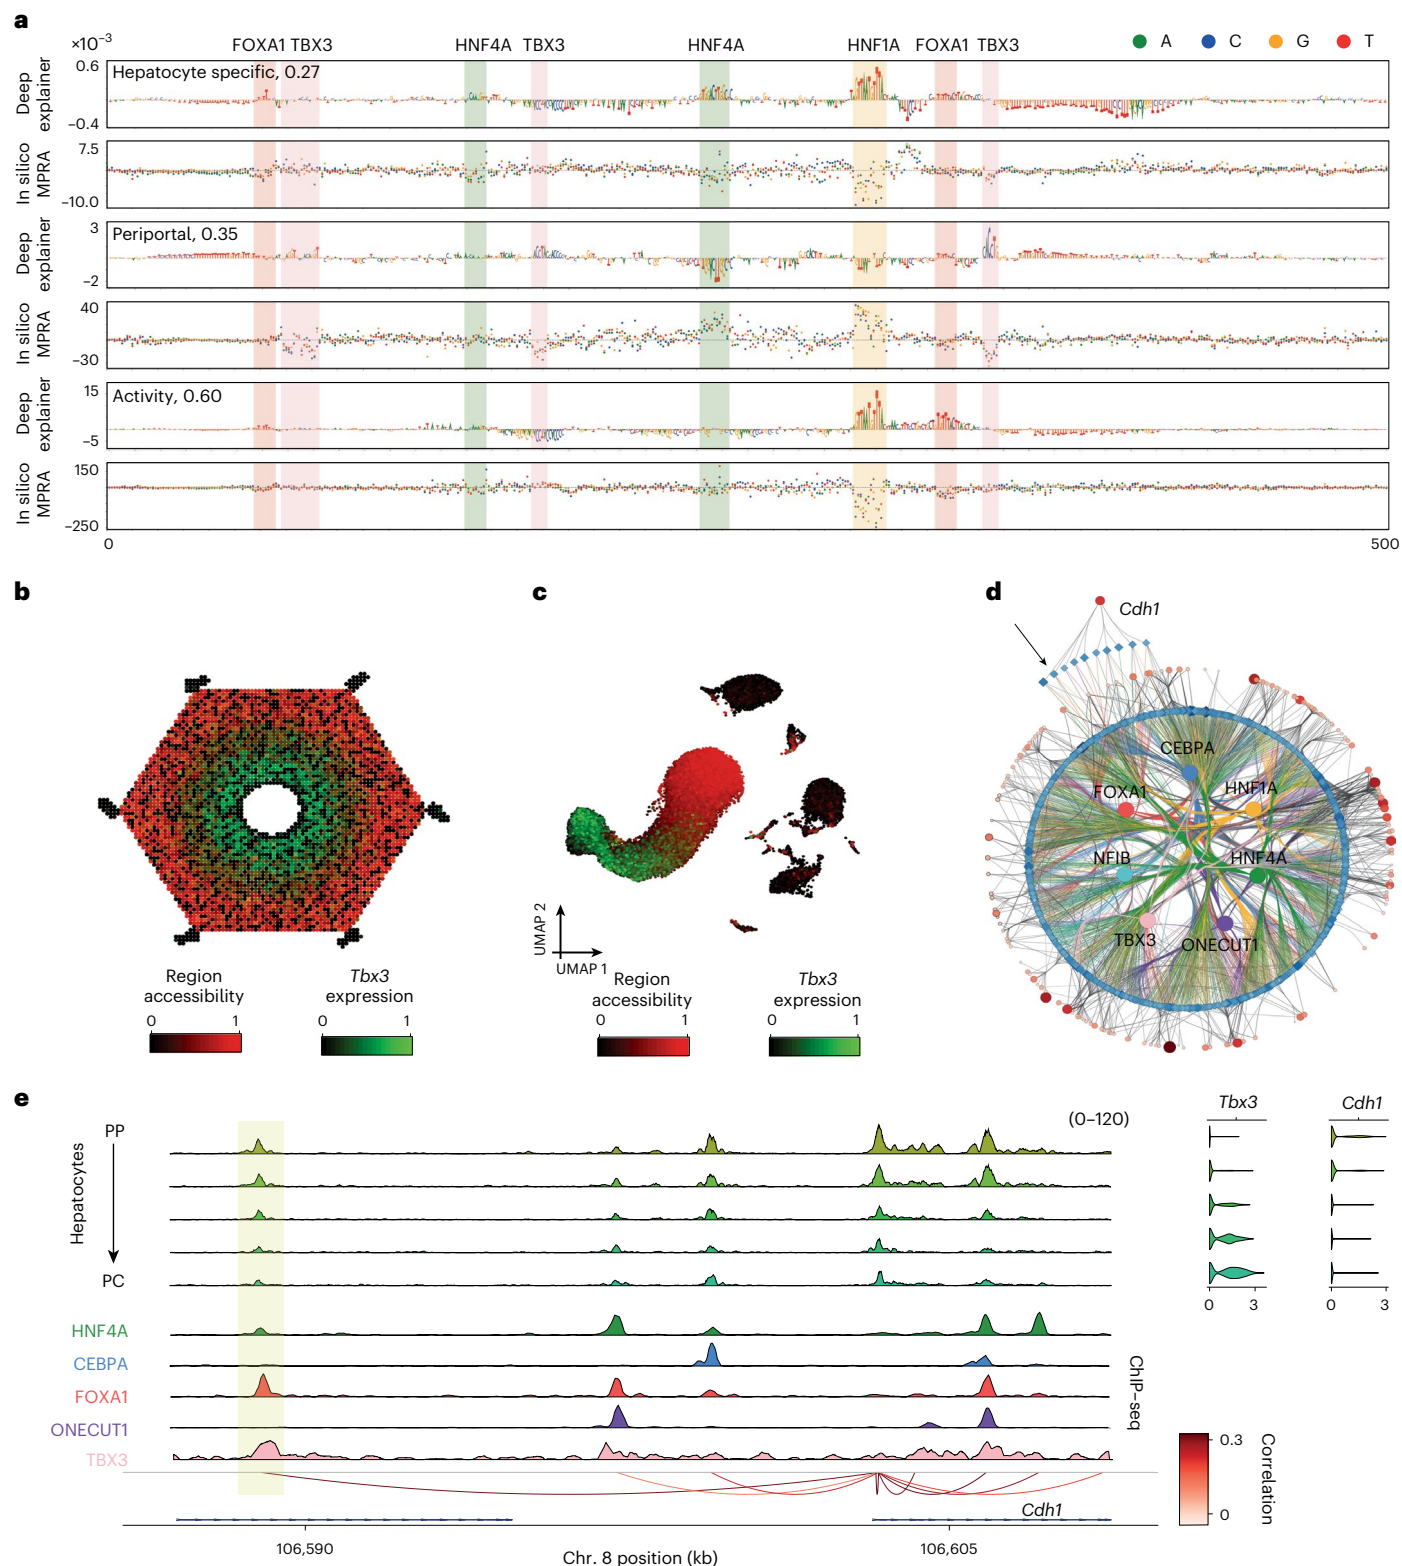 a
×10⁻³
FOXA1 TBX3 HNF4A TBX3 HNF4A HNF1A FOXA1 TBX3
A C G T
Deep explainer
0.6
−0.4
Hepatocyte specific, 0.27
In silico MPRA
7.5
−10.0
Deep explainer
3
−2
Periportal, 0.35
In silico MPRA
40
−30
Deep explainer
15
−5
Activity, 0.60
In silico MPRA
150
−250
0 500
b
Region accessibility
0 1
Tbx3 expression
0 1
c
UMAP 2
UMAP 1
Region accessibility
0 1
Tbx3 expression
0 1
d
Cdh1
CEBPA
FOXA1
HNF1A
NFIB
HNF4A
TBX3
ONECUT1
e
Hepatocytes
PP
PC
(0–120)
Tbx3
0 3
Cdh1
0 3
HNF4A
CEBPA
FOXA1
ONECUT1
TBX3
ChIP–seq
Cdh1
0.3
0
Correlation
106,590 106,605
Chr. 8 position (kb)